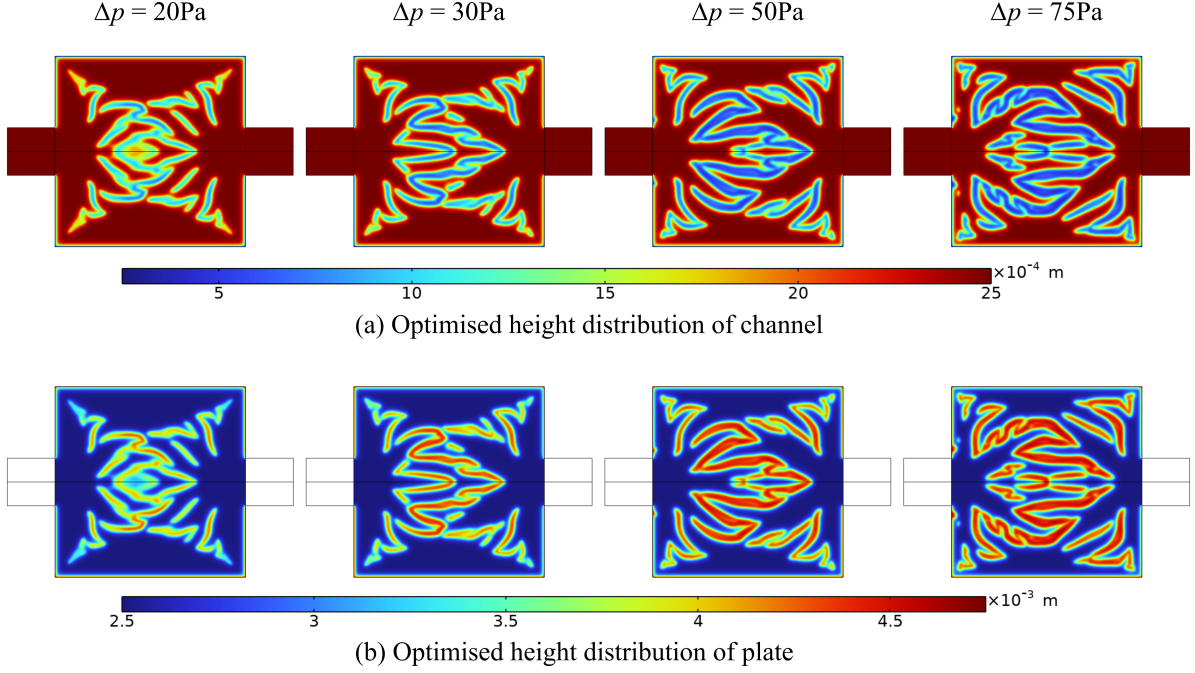 Δp = 20Pa Δp = 30Pa Δp = 50Pa Δp = 75Pa
×10⁻⁴ m
5 10 15 20 25
(a) Optimised height distribution of channel
×10⁻³ m
2.5 3 3.5 4 4.5
(b) Optimised height distribution of plate